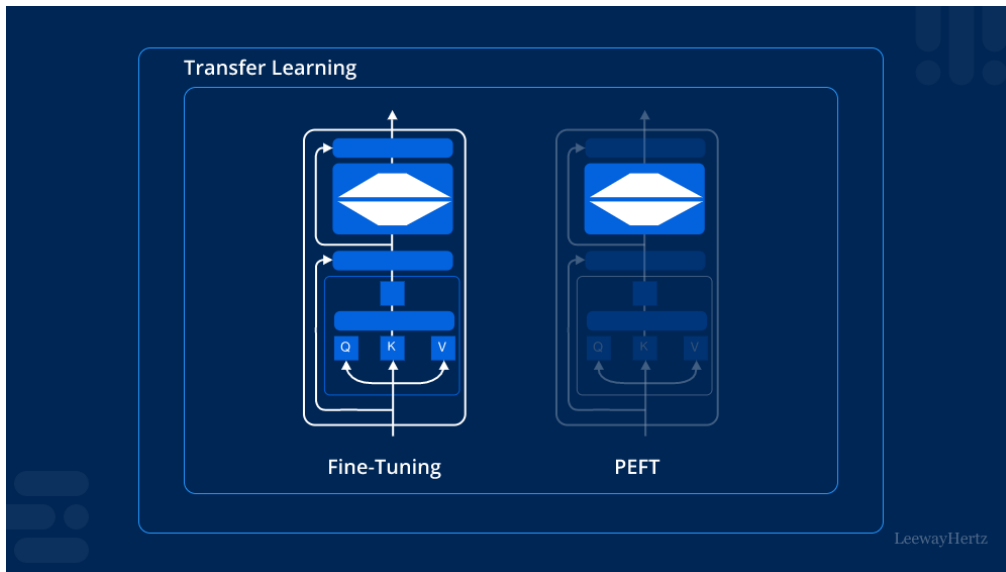 Transfer Learning
Q K V
Q K V
Fine-Tuning
PEFT
LeewayHertz